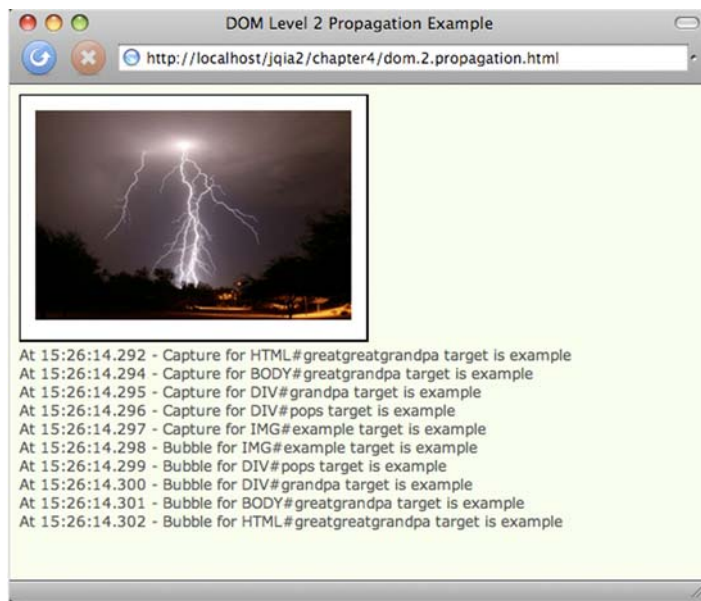 DOM Level 2 Propagation Example
http://localhost/jqia2/chapter4/dom.2.propagation.html
At 15:26:14.292 - Capture for HTML#greatgreatgrandpa target is example
At 15:26:14.294 - Capture for BODY#greatgrandpa target is example
At 15:26:14.295 - Capture for DIV#grandpa target is example
At 15:26:14.296 - Capture for DIV#pops target is example
At 15:26:14.297 - Capture for IMG#example target is example
At 15:26:14.298 - Bubble for IMG#example target is example
At 15:26:14.299 - Bubble for DIV#pops target is example
At 15:26:14.300 - Bubble for DIV#grandpa target is example
At 15:26:14.301 - Bubble for BODY#greatgrandpa target is example
At 15:26:14.302 - Bubble for HTML#greatgreatgrandpa target is example